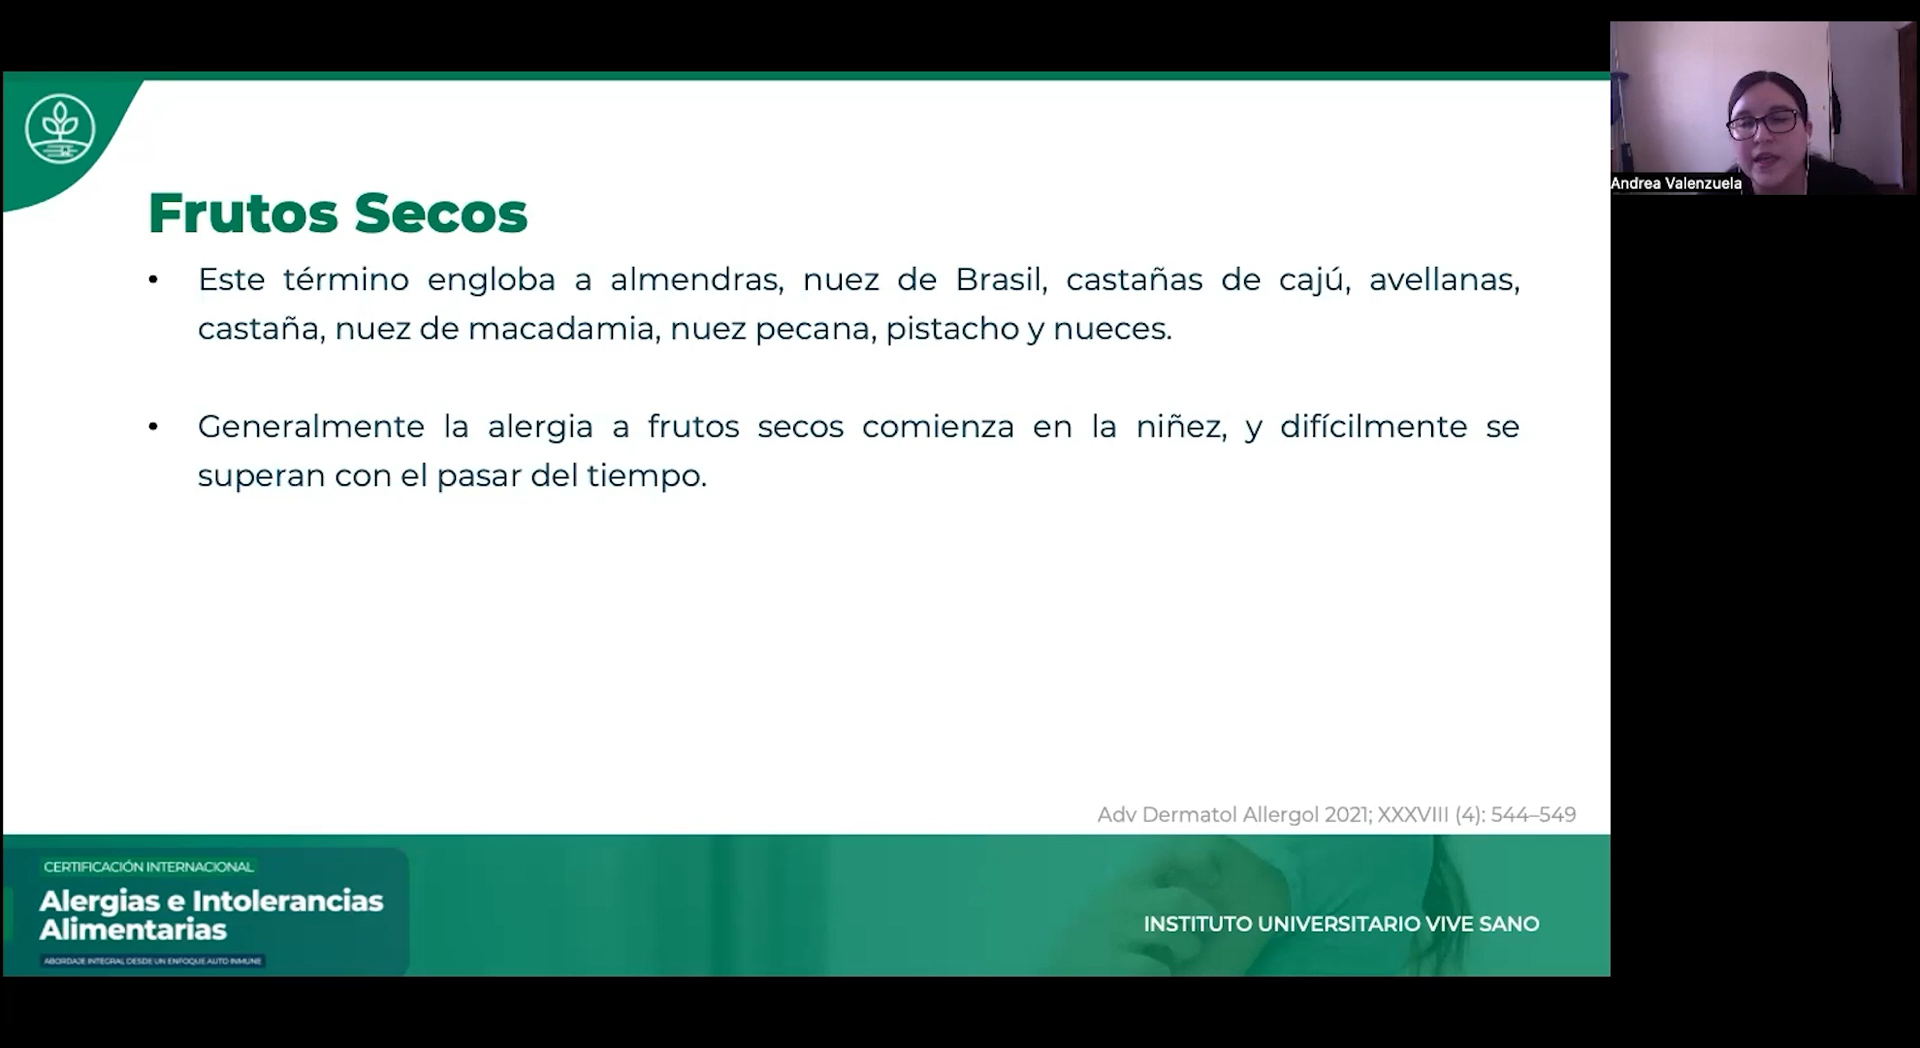 Andrea Valenzuela
Frutos Secos
• Este término engloba a almendras, nuez de Brasil, castañas de cajú, avellanas,
castaña, nuez de macadamia, nuez pecana, pistacho y nueces.
• Generalmente la alergia a frutos secos comienza en la niñez, y difícilmente se
superan con el pasar del tiempo.
Adv Dermatol Allergol 2021; XXXVIII (4): 544–549
CERTIFICACIÓN INTERNACIONAL
Alergias e Intolerancias
Alimentarias
ABORDAJE INTEGRAL DESDE UN ENFOQUE AUTO INMUNE
INSTITUTO UNIVERSITARIO VIVE SANO